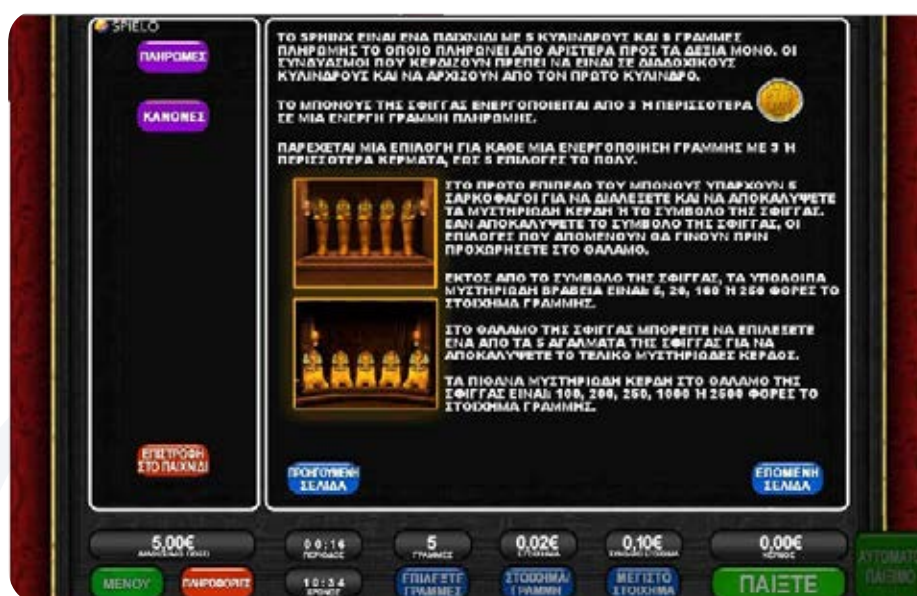 SPIELO
ΠΛΗΡΩΜΕΣ
ΚΑΝΟΝΕΣ
ΕΠΙΣΤΡΟΦΗ
ΣΤΟ ΠΑΙΧΝΙΔΙ
ΤΟ SPHINX ΕΙΝΑΙ ΕΝΑ ΠΑΙΧΝΙΔΙ ΜΕ 5 ΚΥΛΙΝΔΡΟΥΣ ΚΑΙ 9 ΓΡΑΜΜΕΣ
ΠΛΗΡΩΜΗΣ ΤΟ ΟΠΟΙΟ ΠΛΗΡΩΝΕΙ ΑΠΟ ΑΡΙΣΤΕΡΑ ΠΡΟΣ ΤΑ ΔΕΞΙΑ ΜΟΝΟ. ΟΙ
ΣΥΝΔΥΑΣΜΟΙ ΠΟΥ ΚΕΡΔΙΖΟΥΝ ΠΡΕΠΕΙ ΝΑ ΕΙΝΑΙ ΣΕ ΔΙΑΔΟΧΙΚΟΥΣ
ΚΥΛΙΝΔΡΟΥΣ ΚΑΙ ΝΑ ΑΡΧΙΖΟΥΝ ΑΠΟ ΤΟΝ ΠΡΩΤΟ ΚΥΛΙΝΔΡΟ.
ΤΟ ΜΠΟΝΟΥΣ ΤΗΣ ΣΦΙΓΓΑΣ ΕΝΕΡΓΟΠΟΙΕΙΤΑΙ ΑΠΟ 3 Ή ΠΕΡΙΣΣΟΤΕΡΑ
ΣΕ ΜΙΑ ΕΝΕΡΓΗ ΓΡΑΜΜΗ ΠΛΗΡΩΜΗΣ.
ΠΑΡΕΧΕΤΑΙ ΜΙΑ ΕΠΙΛΟΓΗ ΓΙΑ ΚΑΘΕ ΜΙΑ ΕΝΕΡΓΟΠΟΙΗΣΗ ΓΡΑΜΜΗΣ ΜΕ 3 Ή
ΠΕΡΙΣΣΟΤΕΡΑ ΚΕΡΜΑΤΑ, ΕΩΣ 5 ΕΠΙΛΟΓΕΣ ΤΟ ΠΟΛΥ.
ΣΤΟ ΠΡΩΤΟ ΕΠΙΠΕΔΟ ΤΟΥ ΜΠΟΝΟΥΣ ΥΠΑΡΧΟΥΝ 5
ΣΑΡΚΟΦΑΓΟΙ ΓΙΑ ΝΑ ΔΙΑΛΕΞΕΤΕ ΚΑΙ ΝΑ ΑΠΟΚΑΛΥΨΕΤΕ
ΤΑ ΜΥΣΤΗΡΙΩΔΗ ΚΕΡΔΗ Ή ΤΟ ΣΥΜΒΟΛΟ ΤΗΣ ΣΦΙΓΓΑΣ.
ΕΑΝ ΑΠΟΚΑΛΥΨΕΤΕ ΤΟ ΣΥΜΒΟΛΟ ΤΗΣ ΣΦΙΓΓΑΣ, ΟΙ
ΕΠΙΛΟΓΕΣ ΠΟΥ ΑΠΟΜΕΝΟΥΝ ΘΑ ΓΙΝΟΥΝ ΠΡΙΝ
ΠΡΟΧΩΡΗΣΕΤΕ ΣΤΟ ΘΑΛΑΜΟ.
ΕΚΤΟΣ ΑΠΟ ΤΟ ΣΥΜΒΟΛΟ ΤΗΣ ΣΦΙΓΓΑΣ, ΤΑ ΥΠΟΛΟΙΠΑ
ΜΥΣΤΗΡΙΩΔΗ ΒΡΑΒΕΙΑ ΕΙΝΑΙ: 5, 20, 100 Ή 250 ΦΟΡΕΣ ΤΟ
ΣΤΟΙΧΗΜΑ ΓΡΑΜΜΗΣ.
ΣΤΟ ΘΑΛΑΜΟ ΤΗΣ ΣΦΙΓΓΑΣ ΜΠΟΡΕΙΤΕ ΝΑ ΕΠΙΛΕΞΕΤΕ
ΕΝΑ ΑΠΟ ΤΑ 5 ΑΓΑΛΜΑΤΑ ΤΗΣ ΣΦΙΓΓΑΣ ΓΙΑ ΝΑ
ΑΠΟΚΑΛΥΨΕΤΕ ΤΟ ΤΕΛΙΚΟ ΜΥΣΤΗΡΙΩΔΕΣ ΚΕΡΔΟΣ.
ΤΑ ΠΙΘΑΝΑ ΜΥΣΤΗΡΙΩΔΗ ΚΕΡΔΗ ΣΤΟ ΘΑΛΑΜΟ ΤΗΣ
ΣΦΙΓΓΑΣ ΕΙΝΑΙ: 100, 200, 250, 1000 Ή 2500 ΦΟΡΕΣ ΤΟ
ΣΤΟΙΧΗΜΑ ΓΡΑΜΜΗΣ.
ΠΡΟΗΓΟΥΜΕΝΗ
ΣΕΛΙΔΑ
ΕΠΟΜΕΝΗ
ΣΕΛΙΔΑ
5,00€
00:16
ΠΕΡΙΟΔΟΣ
5
ΓΡΑΜΜΕΣ
0,02€
ΣΤΟΙΧΗΜΑ
0,10€
ΣΥΝΟΛΙΚΟ ΣΤΟΙΧΗΜΑ
0,00€
ΚΕΡΔΟΣ
ΜΕΝΟΥ
ΠΛΗΡΟΦΟΡΙΕΣ
10:34
ΧΡΟΝΟΣ
ΕΠΙΛΕΞΤΕ
ΓΡΑΜΜΕΣ
ΣΤΟΙΧΗΜΑ/
ΓΡΑΜΜΗ
ΜΕΓΙΣΤΟ
ΣΤΟΙΧΗΜΑ
ΠΑΙΞΤΕ